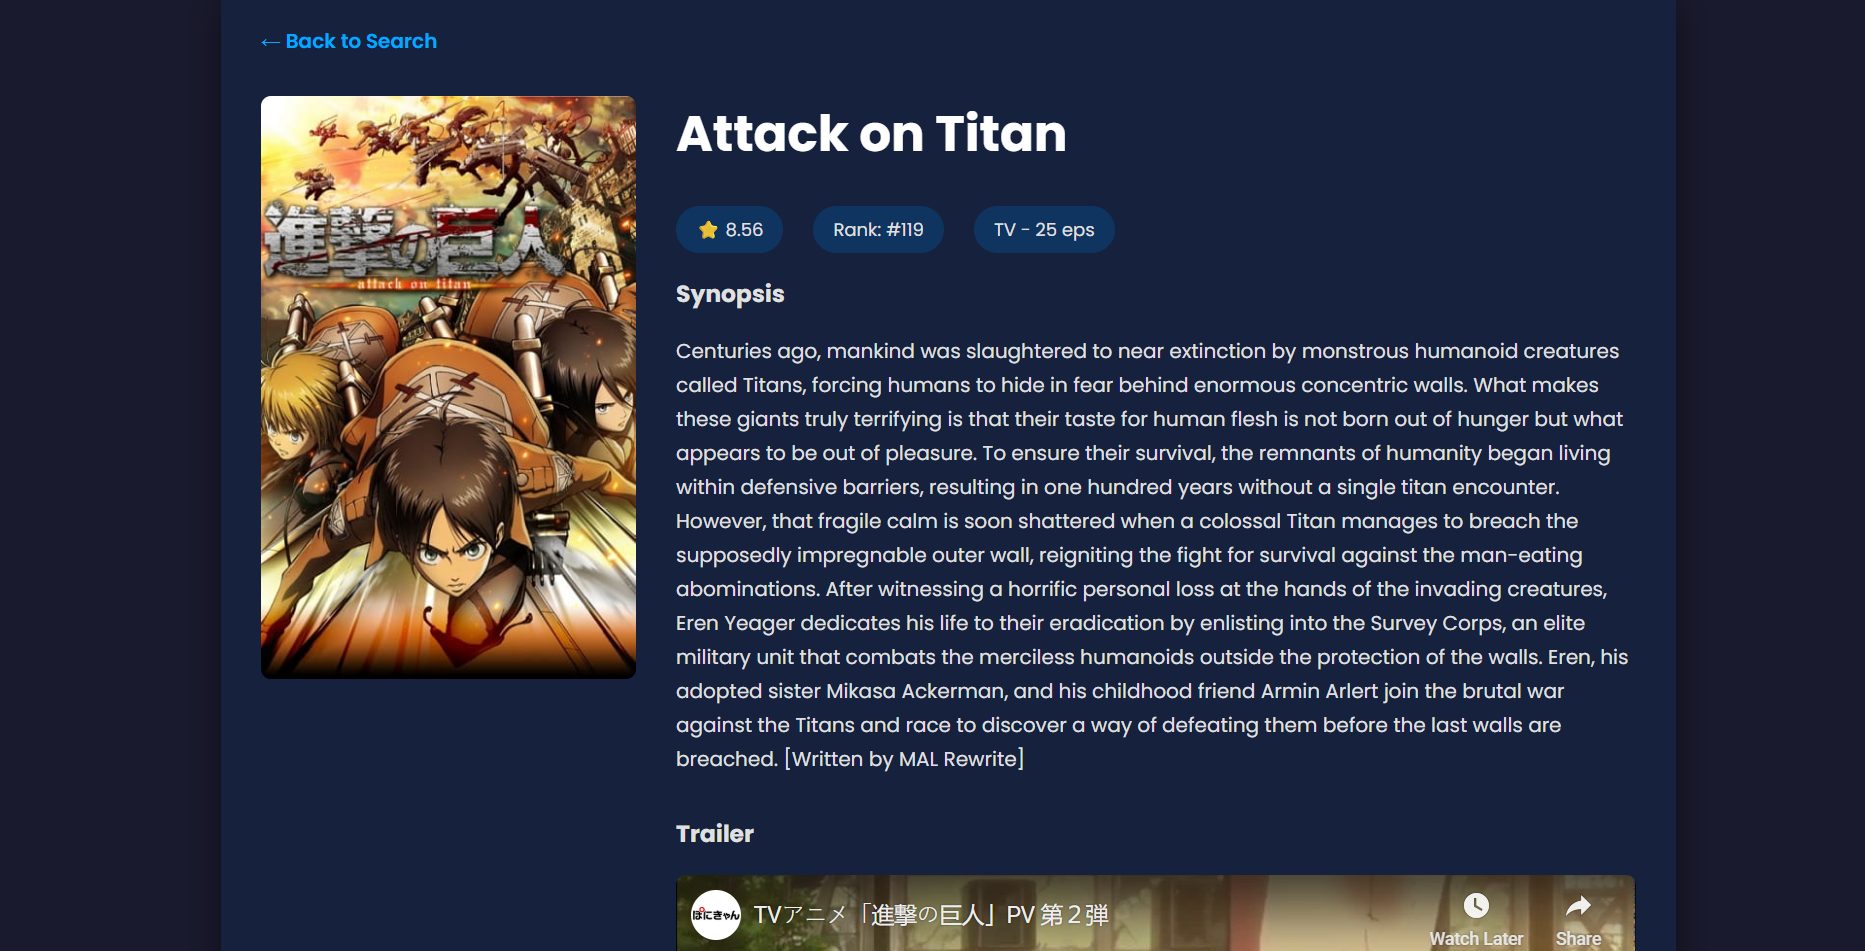 ← Back to Search
進撃の巨人
attack on titan
Attack on Titan
⭐ 8.56
Rank: #119
TV - 25 eps
Synopsis
Centuries ago, mankind was slaughtered to near extinction by monstrous humanoid creatures
called Titans, forcing humans to hide in fear behind enormous concentric walls. What makes
these giants truly terrifying is that their taste for human flesh is not born out of hunger but what
appears to be out of pleasure. To ensure their survival, the remnants of humanity began living
within defensive barriers, resulting in one hundred years without a single titan encounter.
However, that fragile calm is soon shattered when a colossal Titan manages to breach the
supposedly impregnable outer wall, reigniting the fight for survival against the man-eating
abominations. After witnessing a horrific personal loss at the hands of the invading creatures,
Eren Yeager dedicates his life to their eradication by enlisting into the Survey Corps, an elite
military unit that combats the merciless humanoids outside the protection of the walls. Eren, his
adopted sister Mikasa Ackerman, and his childhood friend Armin Arlert join the brutal war
against the Titans and race to discover a way of defeating them before the last walls are
breached. [Written by MAL Rewrite]
Trailer
ぽにきゃん
TVアニメ「進撃の巨人」PV 第２弾
Watch Later
Share